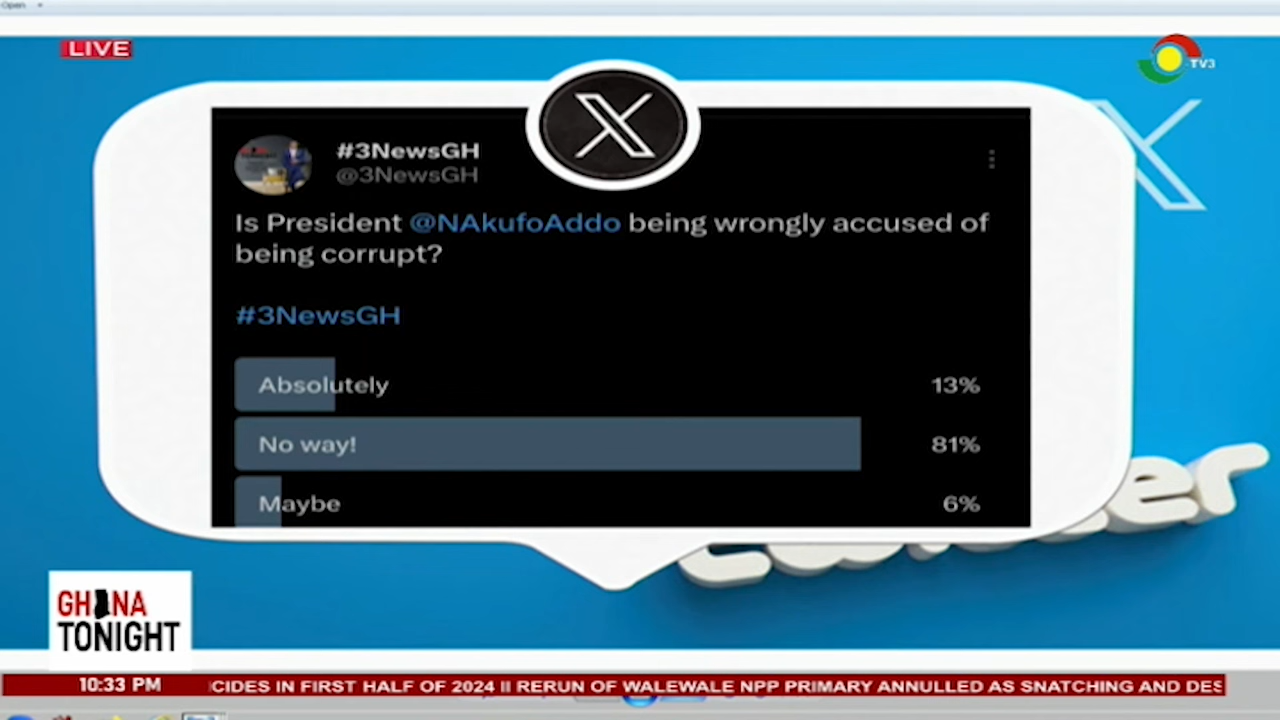 Open
LIVE
TV3
X
#3NewsGH
@3NewsGH
Is President @NAkufoAddo being wrongly accused of
being corrupt?
#3NewsGH
Absolutely 13%
No way! 81%
Maybe 6%
GHANA
TONIGHT
10:33 PM
CIDES IN FIRST HALF OF 2024 II RERUN OF WALEWALE NPP PRIMARY ANNULLED AS SNATCHING AND DES